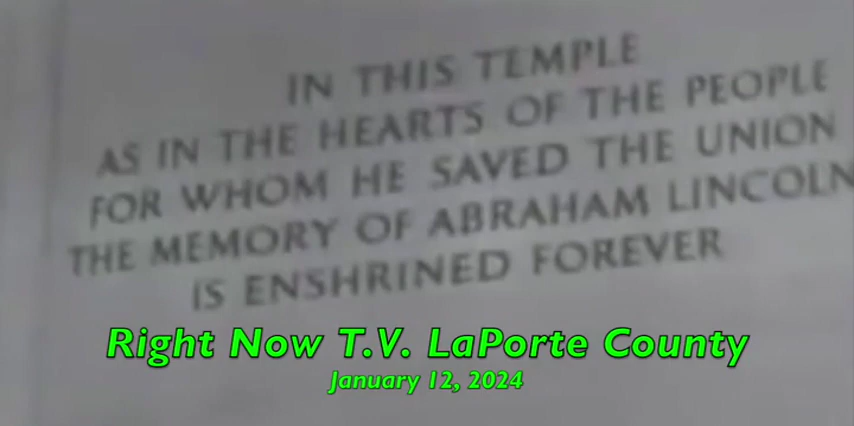 IN THIS TEMPLE
AS IN THE HEARTS OF THE PEOPLE
FOR WHOM HE SAVED THE UNION
THE MEMORY OF ABRAHAM LINCOLN
IS ENSHRINED FOREVER
Right Now T.V. LaPorte County
January 12, 2024